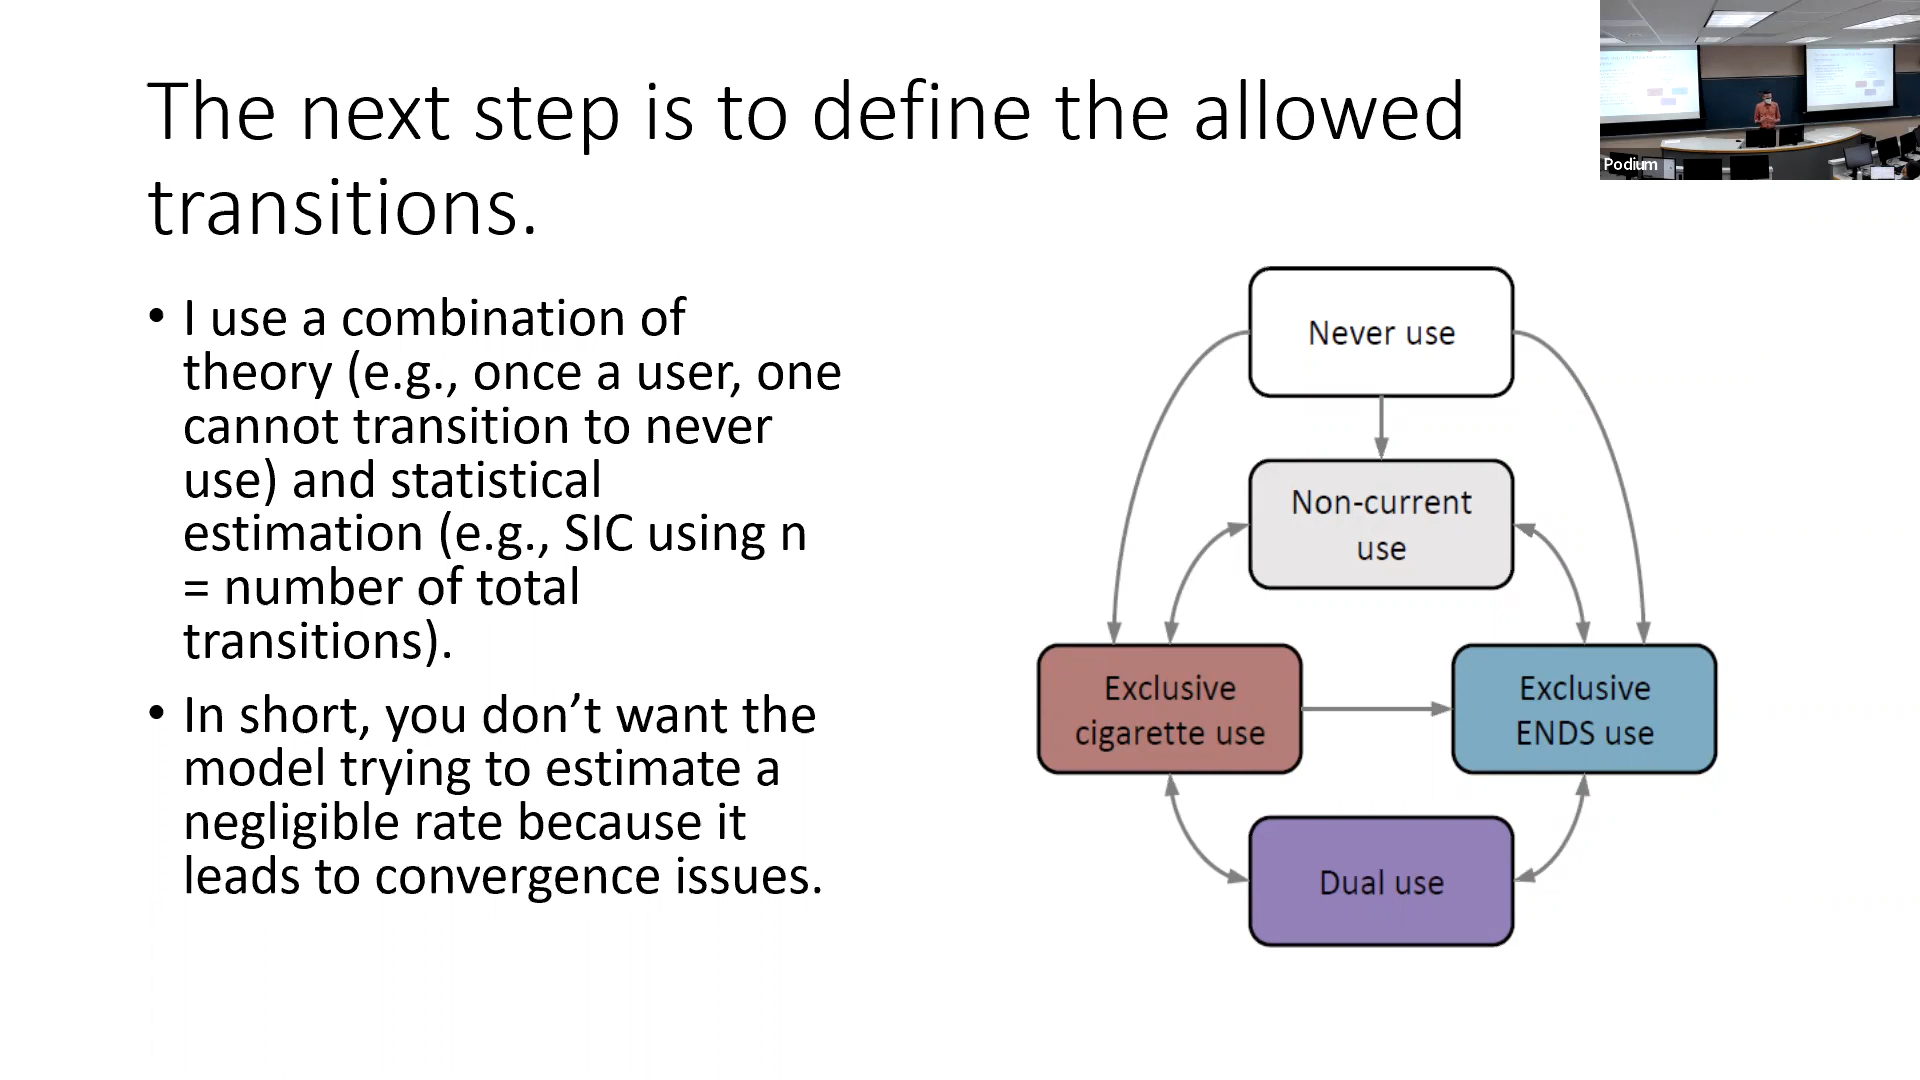 The next step is to define the allowed
transitions.
• I use a combination of
theory (e.g., once a user, one
cannot transition to never
use) and statistical
estimation (e.g., SIC using n
= number of total
transitions).
• In short, you don’t want the
model trying to estimate a
negligible rate because it
leads to convergence issues.
Never use
Non-current
use
Exclusive
cigarette use
Exclusive
ENDS use
Dual use
Podium